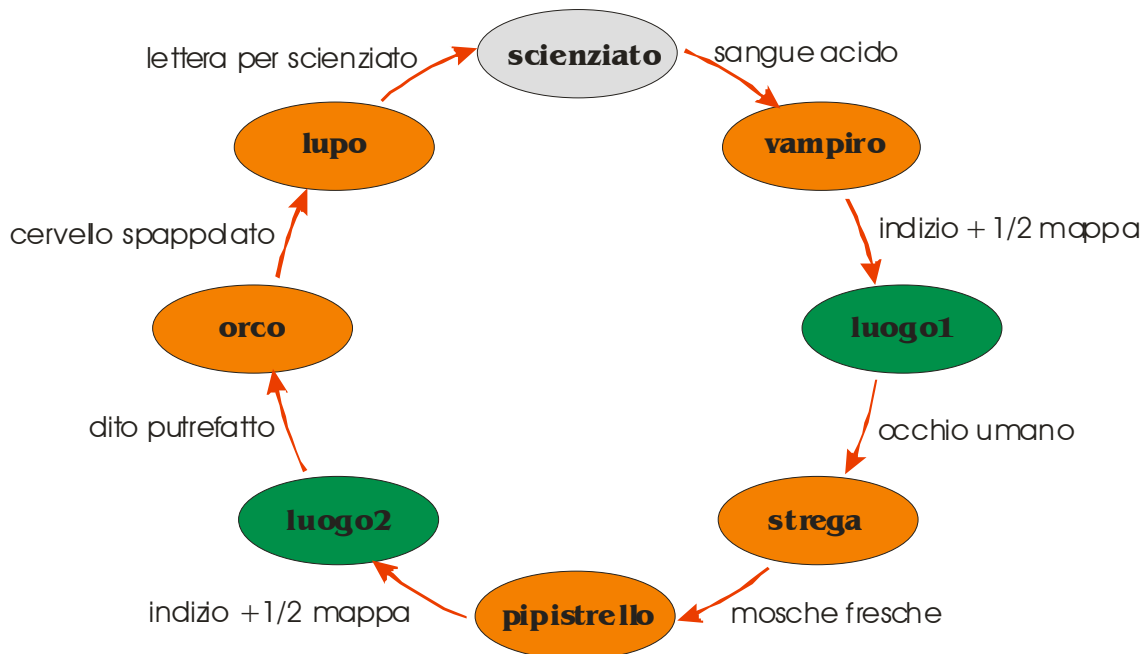 scienziato
sangue acido
vampiro
indizio + 1/2 mappa
luogo1
occhio umano
strega
mosche fresche
pipistrello
indizio +1/2 mappa
luogo2
dito putrefatto
orco
cervello spappolato
lupo
lettera per scienziato